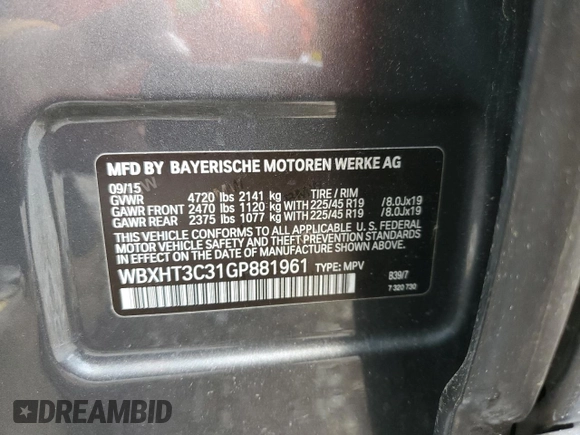 MFD BY BAYERISCHE MOTOREN WERKE AG
09/15
GVWR 4720 lbs 2141 kg TIRE / RIM
GAWR FRONT 2470 lbs 1120 kg WITH 225/45 R19 /8.0Jx19
GAWR REAR 2375 lbs 1077 kg WITH 225/45 R19 /8.0Jx19
THIS VEHICLE CONFORMS TO ALL APPLICABLE U. S. FEDERAL
MOTOR VEHICLE SAFETY, BUMPER, AND THEFT PREVENTION STANDARDS
IN EFFECT ON THE DATE OF MANUFACTURE SHOWN ABOVE.
WBXHT3C31GP881961 TYPE: MPV
B39/7
7 320 730
DREAMBID